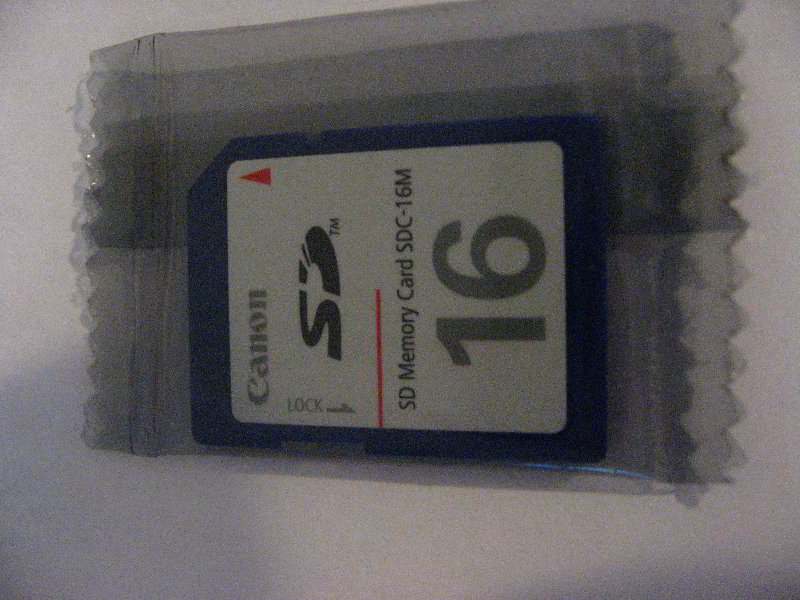 Canon
LOCK
SD™
SD Memory Card SDC-16M
16